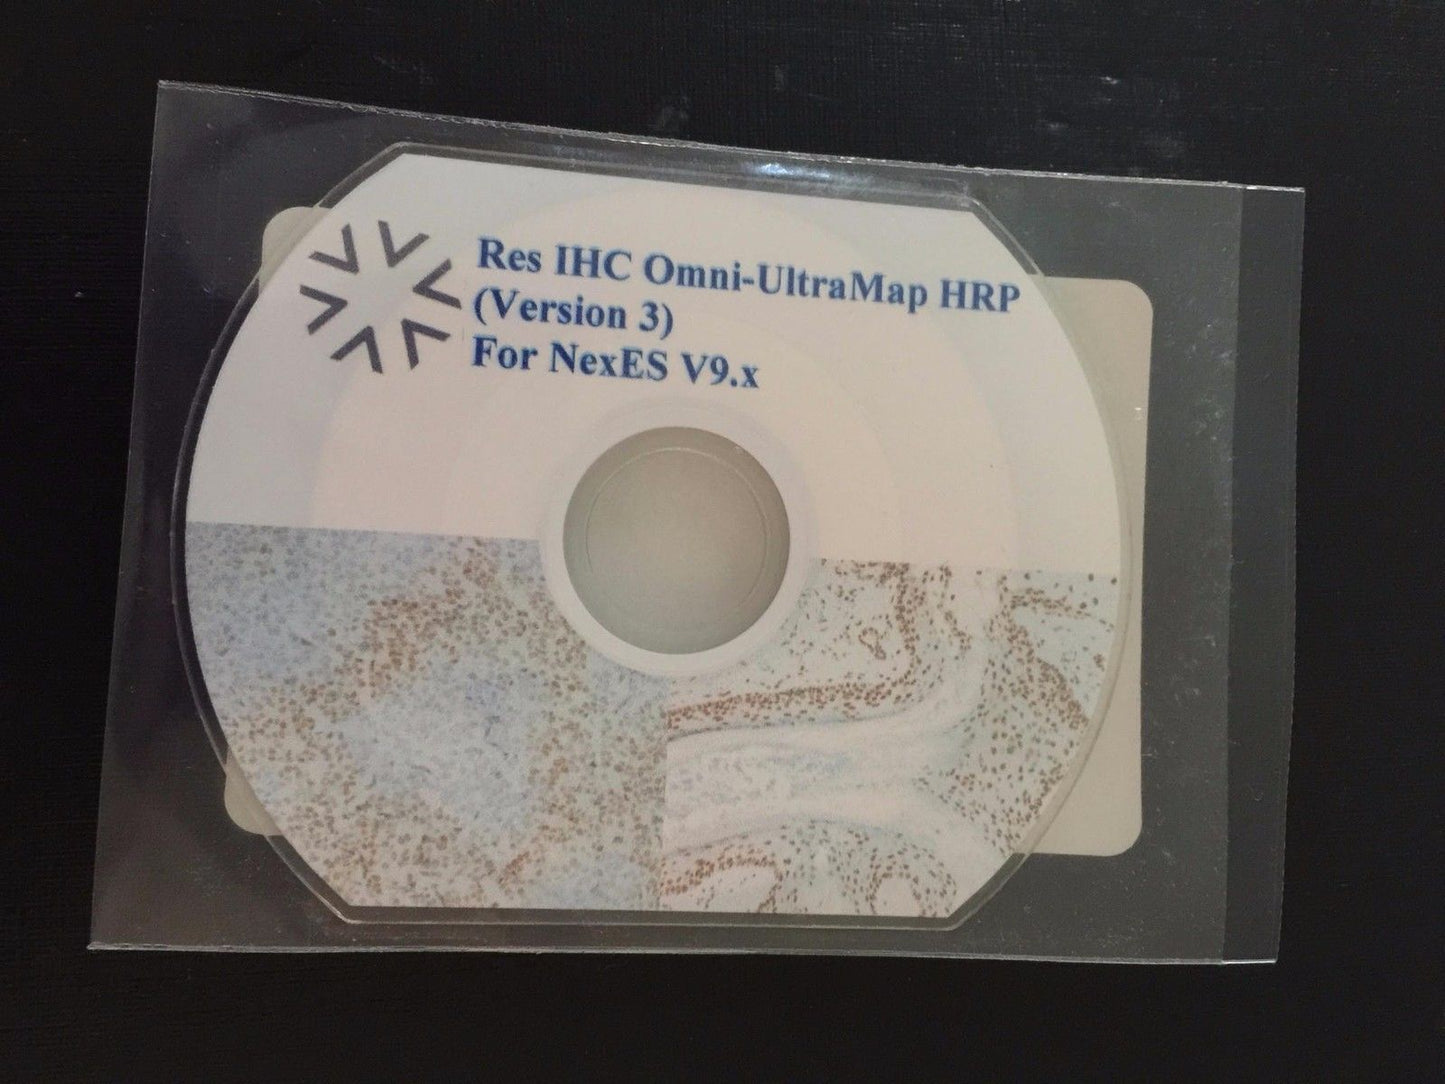 Res IHC Omni-UltraMap HRP
(Version 3)
For NexES V9.x